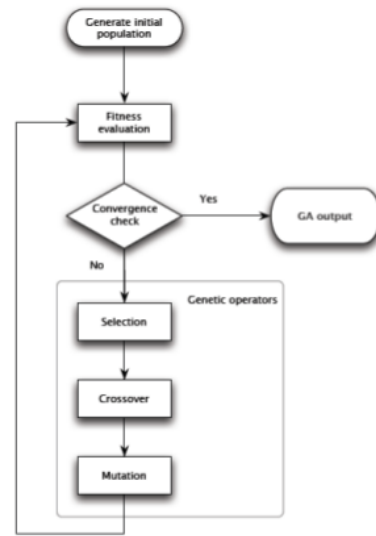 Generate initial
population
Fitness
evaluation
Convergence
check
Yes
GA output
No
Genetic operators
Selection
Crossover
Mutation